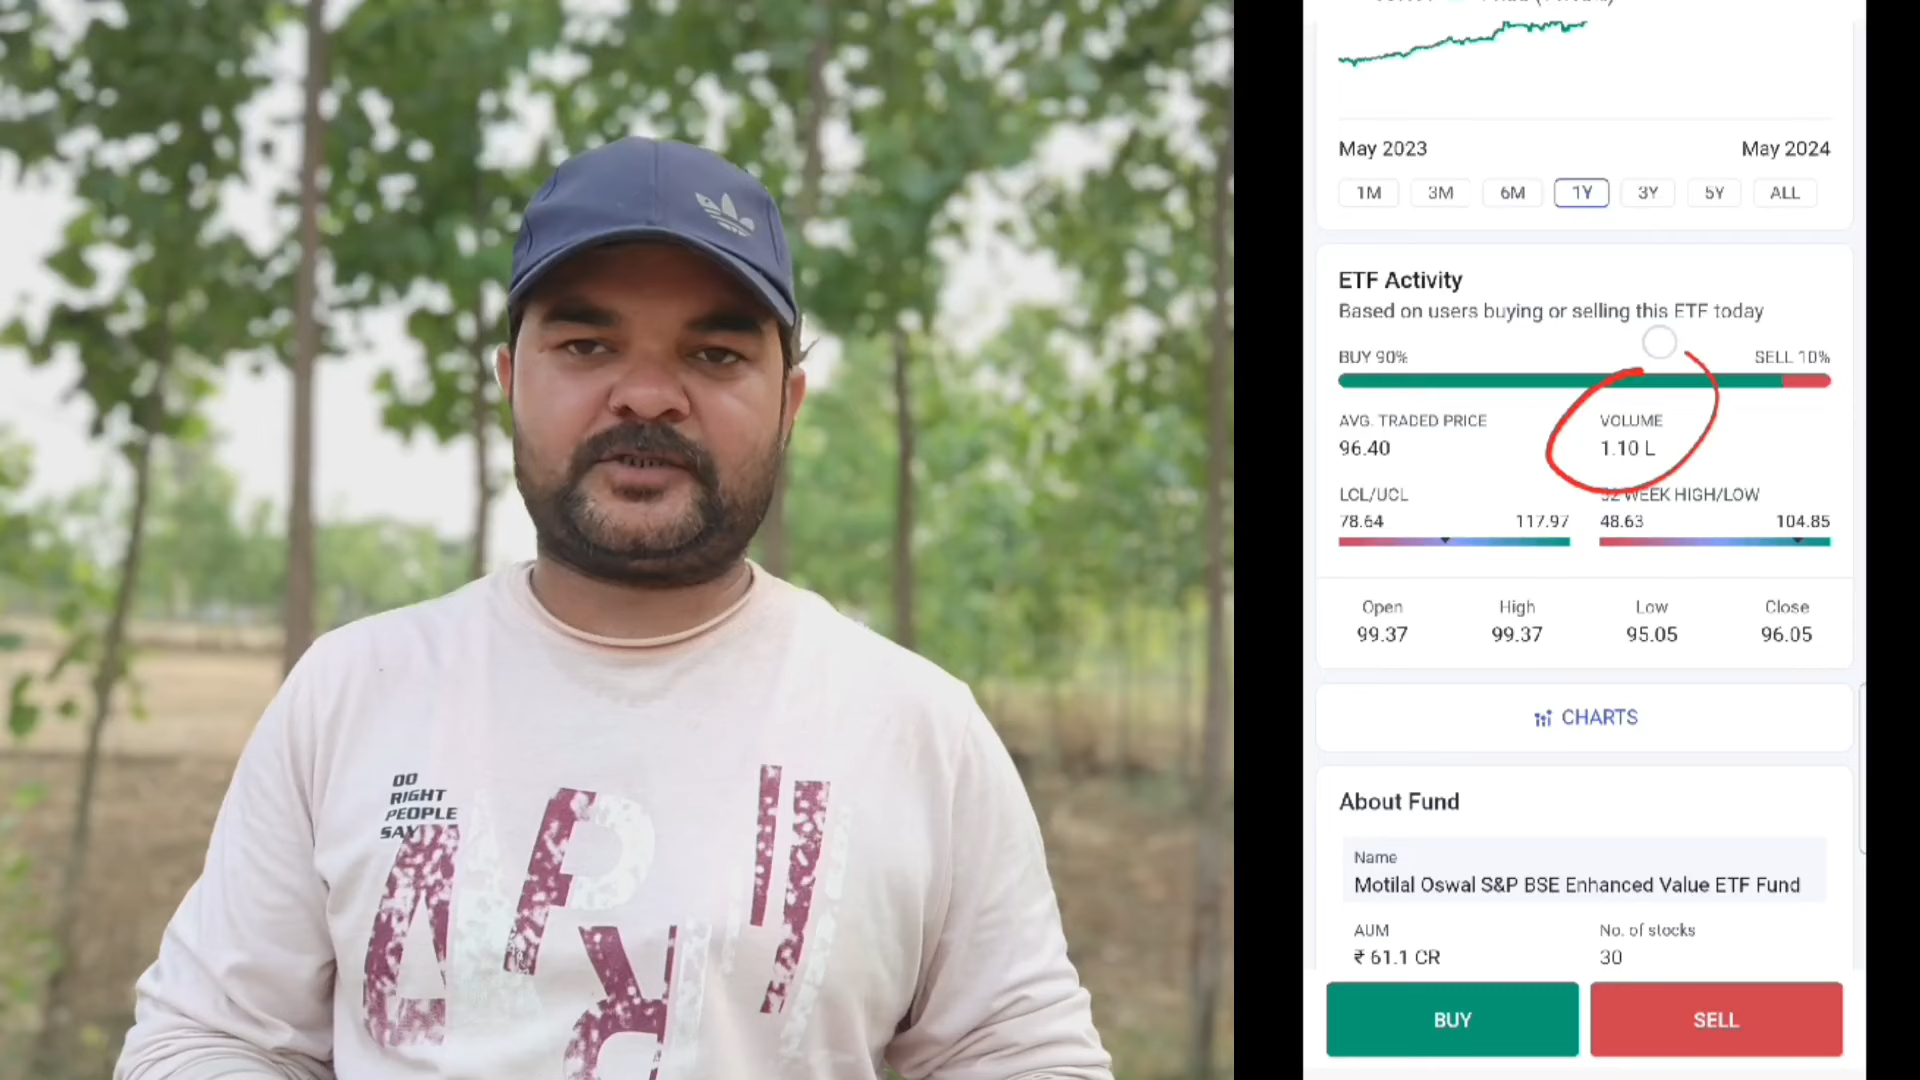 DO
RIGHT
PEOPLE
SAY
May 2023 May 2024
1M 3M 6M 1Y 3Y 5Y ALL
ETF Activity
Based on users buying or selling this ETF today
BUY 90% SELL 10%
AVG. TRADED PRICE VOLUME
96.40 1.10 L
LCL/UCL 52 WEEK HIGH/LOW
78.64 117.97 48.63 104.85
Open High Low Close
99.37 99.37 95.05 96.05
CHARTS
About Fund
Name
Motilal Oswal S&P BSE Enhanced Value ETF Fund
AUM No. of stocks
₹ 61.1 CR 30
BUY SELL